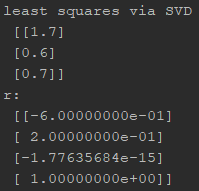 least squares via SVD
[[1.7]
[0.6]
[0.7]]
r:
[[-6.00000000e-01]
[ 2.00000000e-01]
[-1.77635684e-15]
[ 1.00000000e+00]]